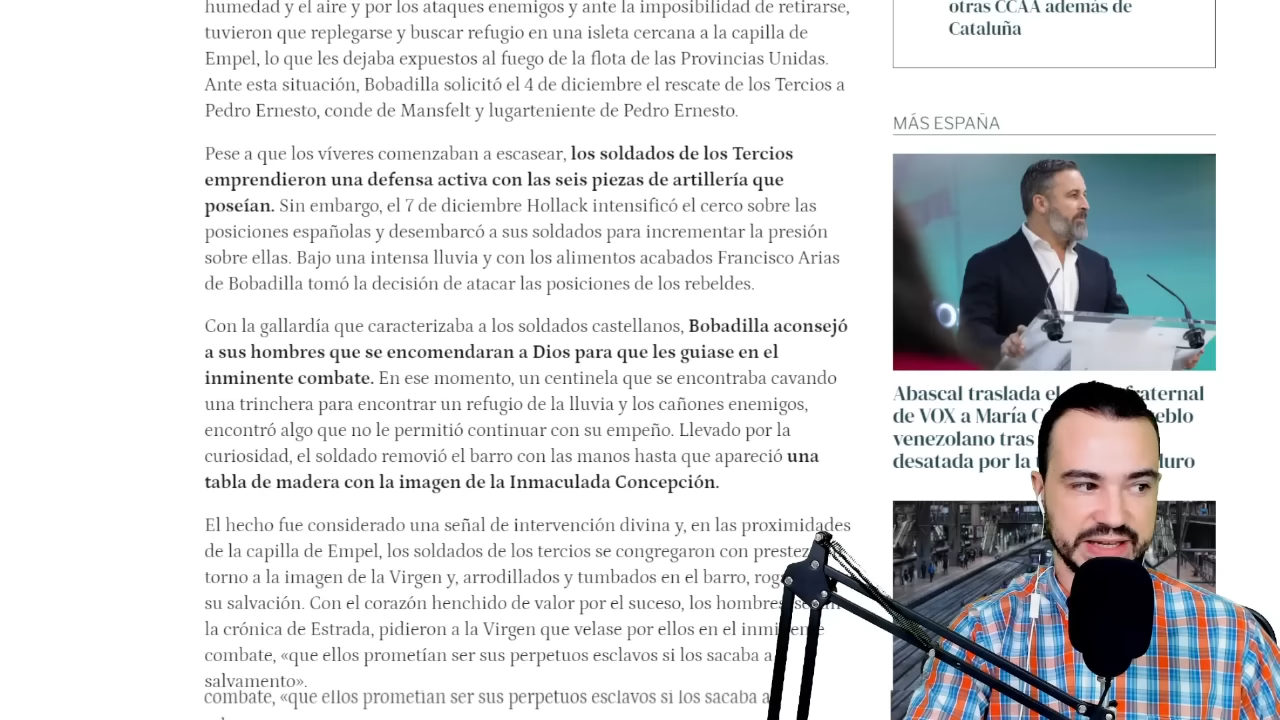 humedad y el aire y por los ataques enemigos y ante la imposibilidad de retirarse,
tuvieron que replegarse y buscar refugio en una isleta cercana a la capilla de
Empel, lo que les dejaba expuestos al fuego de la flota de las Provincias Unidas.
Ante esta situación, Bobadilla solicitó el 4 de diciembre el rescate de los Tercios a
Pedro Ernesto, conde de Mansfelt y lugarteniente de Pedro Ernesto.
Pese a que los víveres comenzaban a escasear, los soldados de los Tercios
emprendieron una defensa activa con las seis piezas de artillería que
poseían. Sin embargo, el 7 de diciembre Hollack intensificó el cerco sobre las
posiciones españolas y desembarcó a sus soldados para incrementar la presión
sobre ellas. Bajo una intensa lluvia y con los alimentos acabados Francisco Arias
de Bobadilla tomó la decisión de atacar las posiciones de los rebeldes.
Con la gallardía que caracterizaba a los soldados castellanos, Bobadilla aconsejó
a sus hombres que se encomendaran a Dios para que les guiase en el
inminente combate. En ese momento, un centinela que se encontraba cavando
una trinchera para encontrar un refugio de la lluvia y los cañones enemigos,
encontró algo que no le permitió continuar con su empeño. Llevado por la
curiosidad, el soldado removió el barro con las manos hasta que apareció una
tabla de madera con la imagen de la Inmaculada Concepción.
El hecho fue considerado una señal de intervención divina y, en las proximidades
de la capilla de Empel, los soldados de los tercios se congregaron con prestez
torno a la imagen de la Virgen y, arrodillados y tumbados en el barro,
su salvación. Con el corazón henchido de valor por el suceso, los hombres
la crónica de Estrada, pidieron a la Virgen que velase por ellos en el
combate, «que ellos prometían ser sus perpetuos esclavos si los sacaba a
salvamento».
combate, «que ellos prometían ser sus perpetuos esclavos si los sacaba a
otras CCAA además de
Cataluña
MÁS ESPAÑA
Abascal traslada el fraternal
de VOX a María
venezolano tras
desatada por la